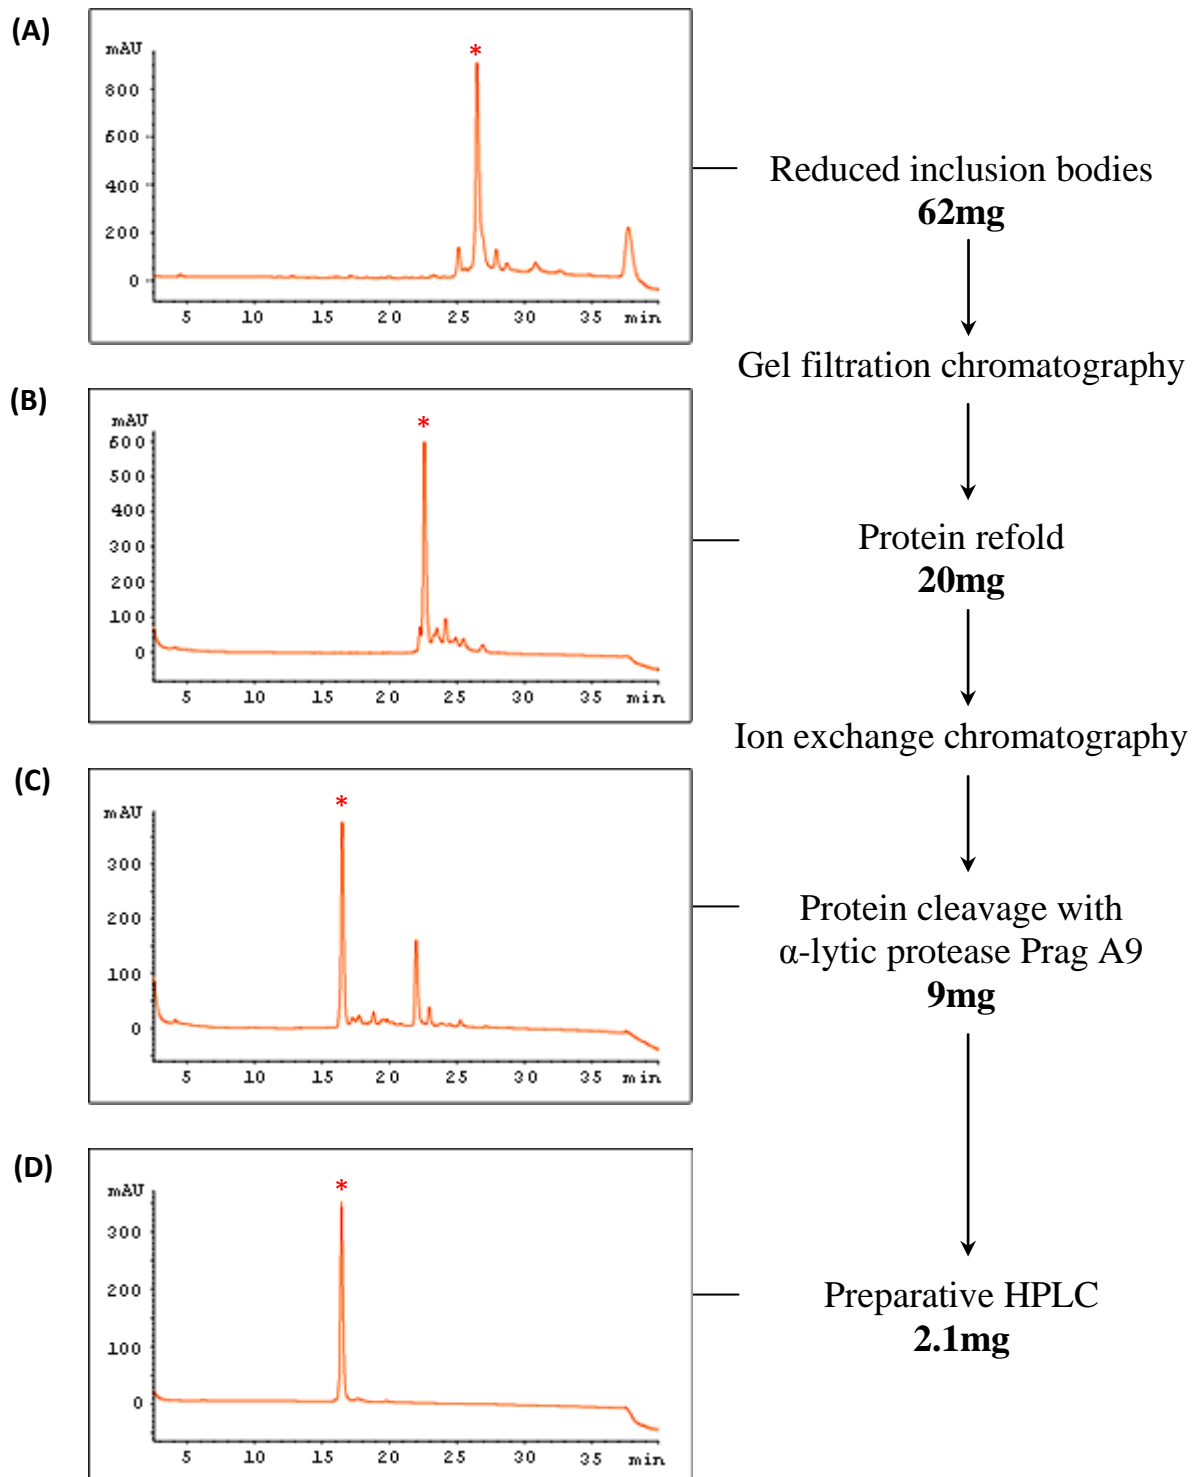 (A)
mAU
*
800
600
400
200
0
5 10 15 20 25 30 35 min
Reduced inclusion bodies
62mg
Gel filtration chromatography
(B)
mAU
*
600
500
400
300
200
100
0
5 10 15 20 25 30 35 min
Protein refold
20mg
Ion exchange chromatography
(C)
mAU
*
300
200
100
0
5 10 15 20 25 30 35 min
Protein cleavage with
α-lytic protease Prag A9
9mg
(D)
mAU
*
300
200
100
0
5 10 15 20 25 30 35 min
Preparative HPLC
2.1mg